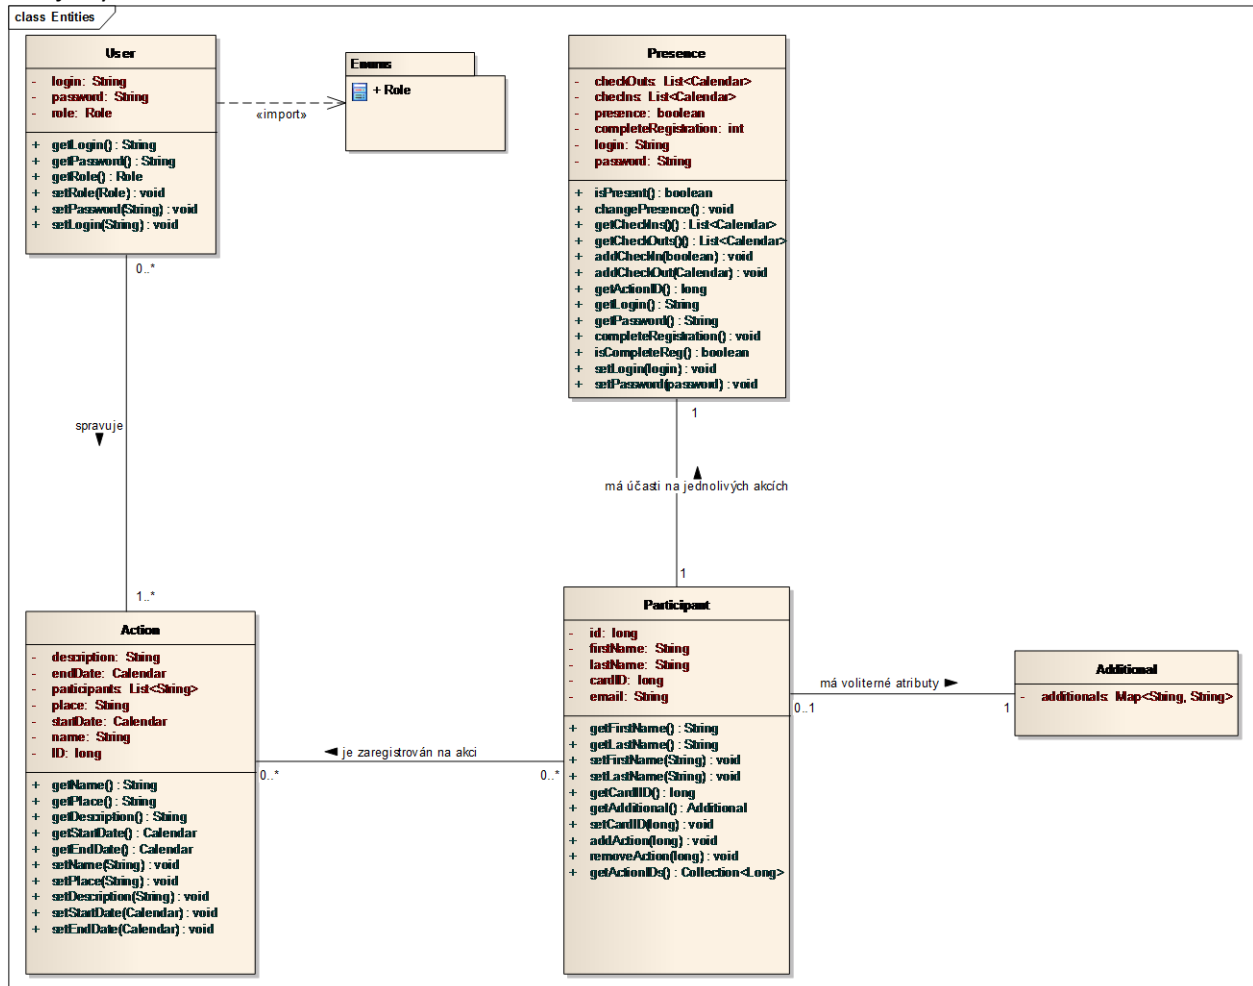 class Entities
User
- login: String
- password: String
- role: Role
+ getLogin() : String
+ getPassword() : String
+ getRole() : Role
+ setRole(Role) : void
+ setPassword(String) : void
+ setLogin(String) : void
«import»
Enums
+ Role
Presence
- checkOuts: List<Calendar>
- checIns: List<Calendar>
- presence: boolean
- completeRegistration: int
- login: String
- password: String
+ isPresent() : boolean
+ changePresence() : void
+ getCheckIns()() : List<Calendar>
+ getCheckOuts()() : List<Calendar>
+ addCheckIn(boolean) : void
+ addCheckOut(Calendar) : void
+ getActionID() : long
+ getLogin() : String
+ getPassword() : String
+ completeRegistration() : void
+ isCompleteReg() : boolean
+ setLogin(login) : void
+ setPassword(password) : void
0..*
spravuje
1..*
1
má účasti na jednolivých akcích
1
Action
- description: String
- endDate: Calendar
- participants: List<String>
- place: String
- startDate: Calendar
- name: String
- ID: long
+ getName() : String
+ getPlace() : String
+ getDescription() : String
+ getStartDate() : Calendar
+ getEndDate() : Calendar
+ setName(String) : void
+ setPlace(String) : void
+ setDescription(String) : void
+ setStartDate(Calendar) : void
+ setEndDate(Calendar) : void
je zaregistrován na akci
0..*
0..*
Participant
- id: long
- firstName: String
- lastName: String
- cardID: long
- email: String
+ getFirstName() : String
+ getLastName() : String
+ setFirstName(String) : void
+ setLastName(String) : void
+ getCardIID() : long
+ getAdditional() : Additional
+ setCardID(long) : void
+ addAction(long) : void
+ removeAction(long) : void
+ getActionIDs() : Collection<Long>
má voliterné atributy
0..1
1
Additional
- additionals: Map<String, String>